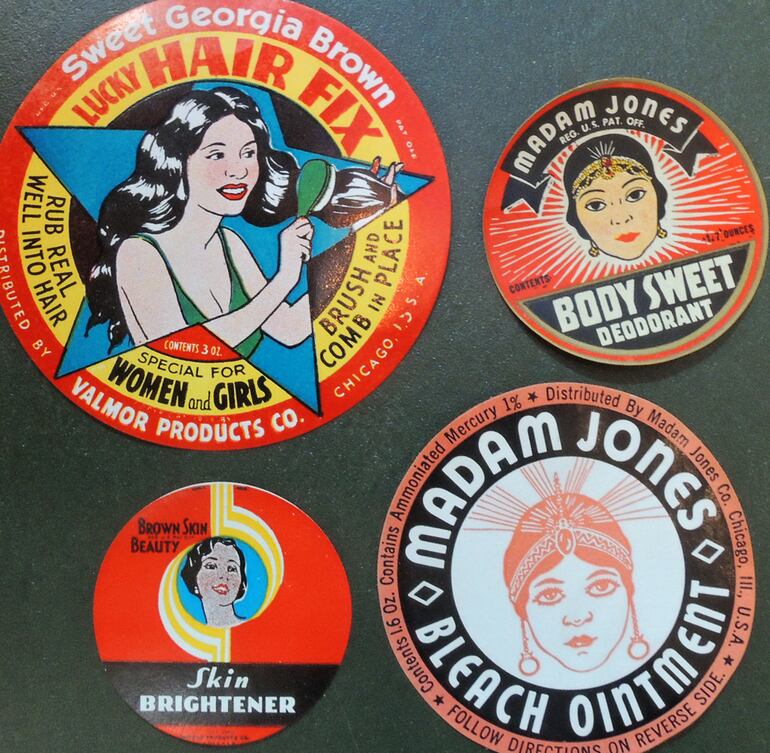 Sweet Georgia Brown
LUCKY HAIR FIX
PAT. OFF.
RUB REAL
WELL INTO HAIR
BRUSH AND
COMB IN PLACE
CONTENTS 3 OZ.
SPECIAL FOR
WOMEN and GIRLS
DISTRIBUTED BY
VALMOR PRODUCTS CO.
CHICAGO, U.S.A.
MADAM JONES
REG. U.S. PAT. OFF.
CONTENTS
1.7 OUNCES
BODY SWEET
DEODORANT
BROWN SKIN
BEAUTY
Skin
BRIGHTENER
Contents 1.6 Oz. Contains Ammoniated Mercury 1% ★ Distributed By Madam Jones Co. Chicago, Ill., U.S.A. ★
MADAM JONES
BLEACH OINTMENT
★ FOLLOW DIRECTIONS ON REVERSE SIDE. ★